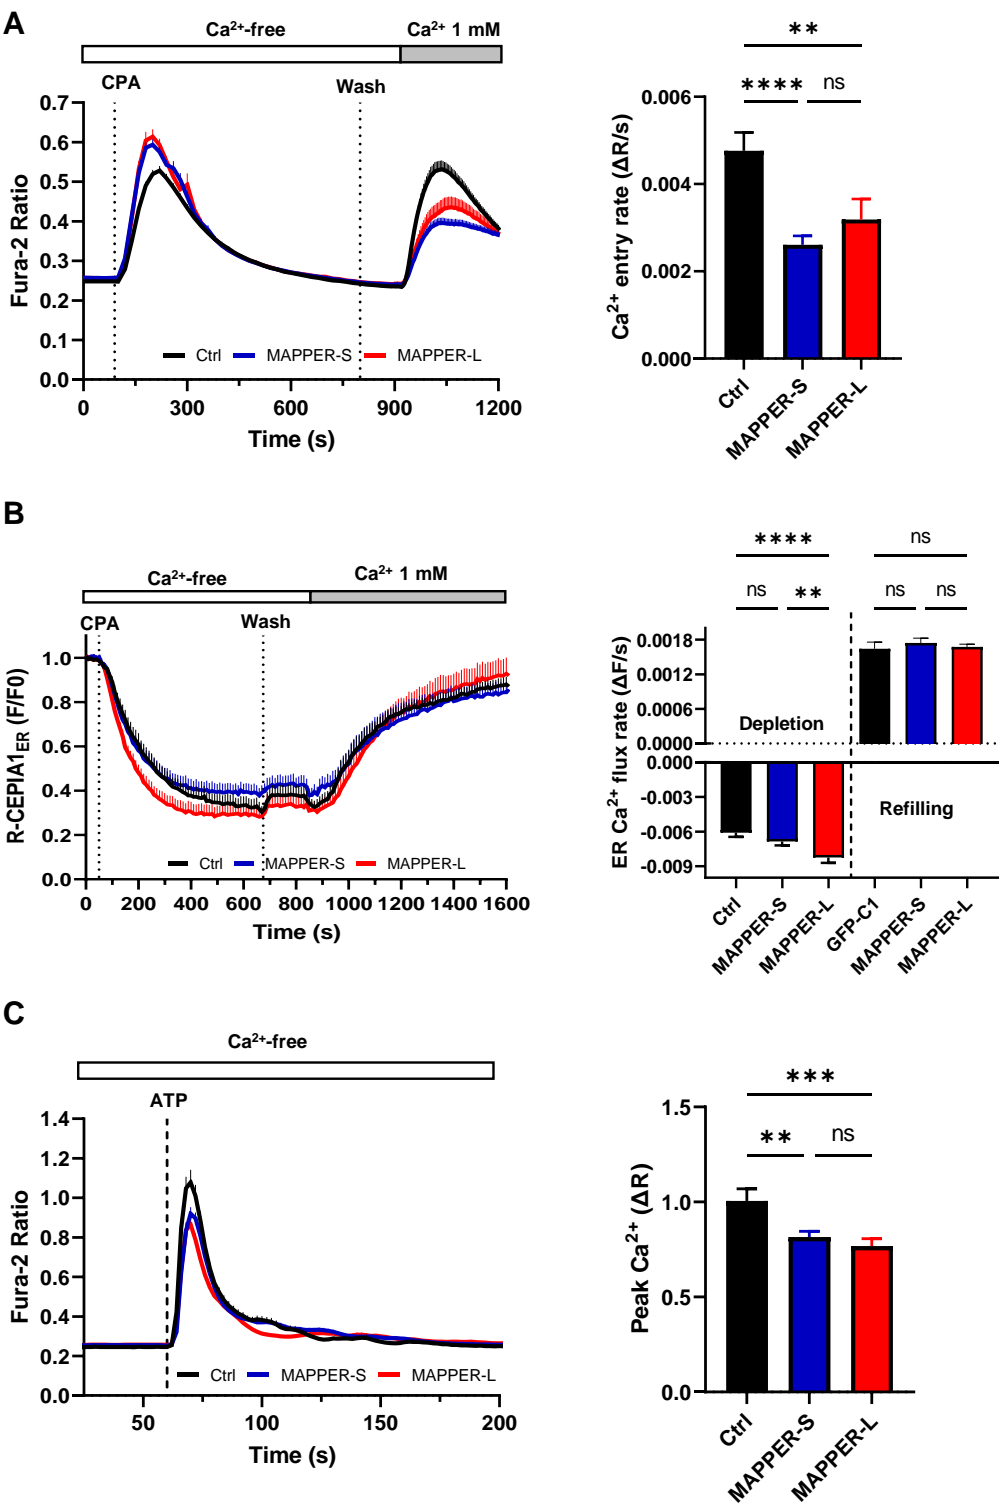 A
Ca²⁺-free
Ca²⁺ 1 mM
CPA
Wash
0.7
0.6
0.5
0.4
0.3
0.2
0.1
0.0
Fura-2 Ratio
Ctrl
MAPPER-S
MAPPER-L
0
300
600
900
1200
Time (s)
**
****
ns
0.006
0.004
0.002
0.000
Ca²⁺ entry rate (ΔR/s)
Ctrl
MAPPER-S
MAPPER-L
B
Ca²⁺-free
Ca²⁺ 1 mM
CPA
Wash
1.0
0.8
0.6
0.4
0.2
0.0
R-CEPIA1ER (F/F0)
Ctrl
MAPPER-S
MAPPER-L
0
200
400
600
800
1000
1200
1400
1600
Time (s)
****
ns
ns
**
ns
ns
0.0018
0.0012
0.0006
0.0000
Depletion
0.000
-0.003
-0.006
-0.009
Refilling
ER Ca²⁺ flux rate (ΔF/s)
Ctrl
MAPPER-S
MAPPER-L
GFP-C1
MAPPER-S
MAPPER-L
C
Ca²⁺-free
ATP
1.4
1.2
1.0
0.8
0.6
0.4
0.2
0.0
Fura-2 Ratio
Ctrl
MAPPER-S
MAPPER-L
50
100
150
200
Time (s)
***
**
ns
1.5
1.0
0.5
0.0
Peak Ca²⁺ (ΔR)
Ctrl
MAPPER-S
MAPPER-L